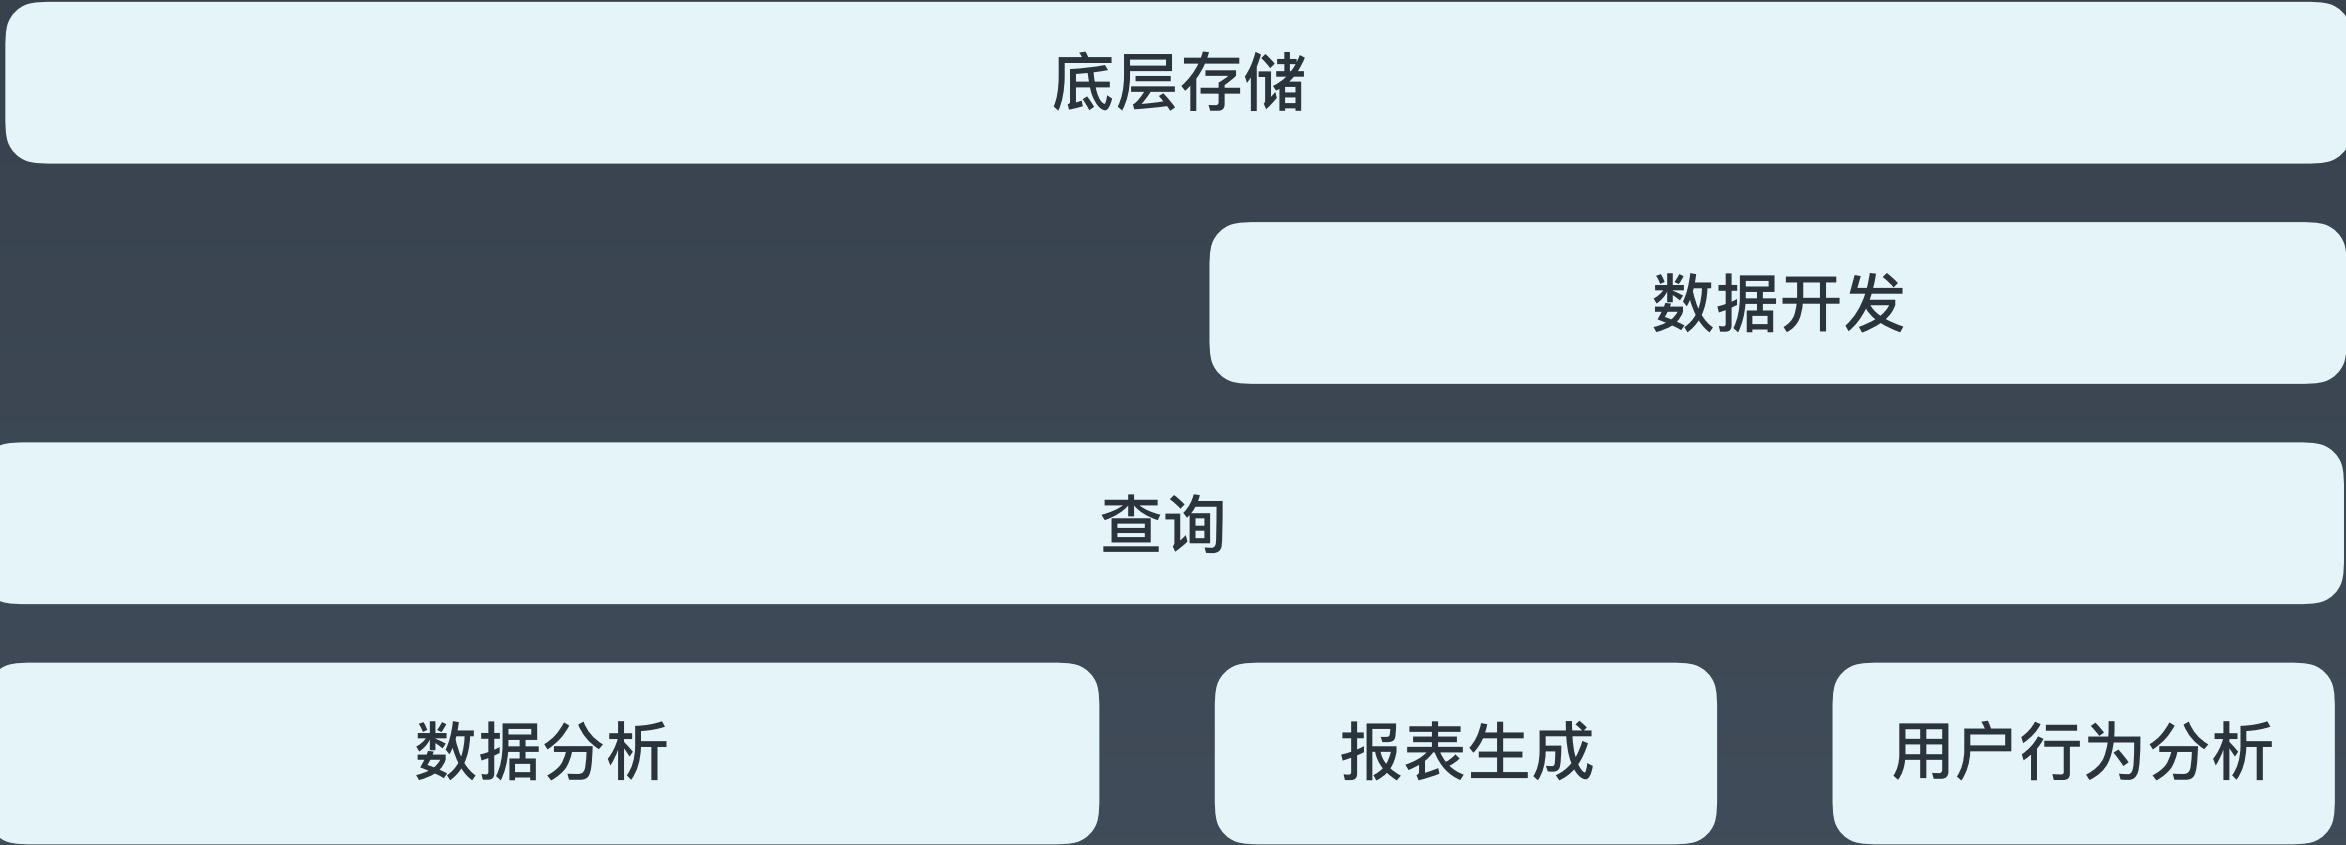 底层存储
数据开发
查询
数据分析
报表生成
用户行为分析